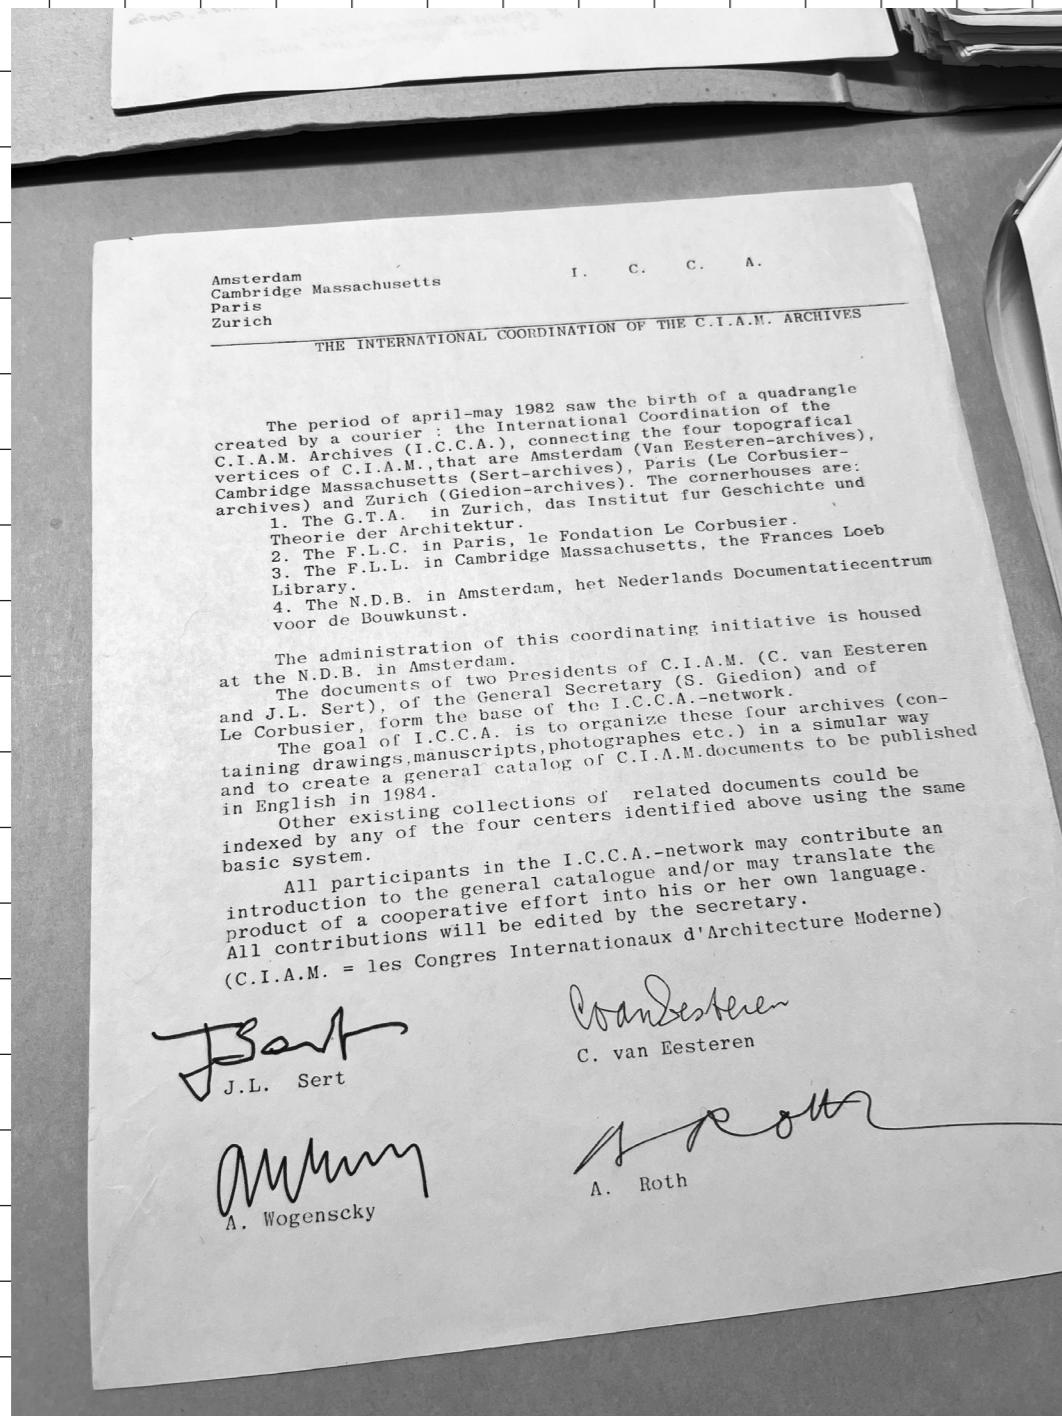 Amsterdam
Cambridge Massachusetts
Paris
Zurich
I. C. C. A.
THE INTERNATIONAL COORDINATION OF THE C.I.A.M. ARCHIVES
The period of april-may 1982 saw the birth of a quadrangle
created by a courier : the International Coordination of the
C.I.A.M. Archives (I.C.C.A.), connecting the four topografical
vertices of C.I.A.M.,that are Amsterdam (Van Eesteren-archives),
Cambridge Massachusetts (Sert-archives), Paris (Le Corbusier-
archives) and Zurich (Giedion-archives). The cornerhouses are:
1. The G.T.A. in Zurich, das Institut fur Geschichte und
Theorie der Architektur.
2. The F.L.C. in Paris, le Fondation Le Corbusier.
3. The F.L.L. in Cambridge Massachusetts, the Frances Loeb
Library.
4. The N.D.B. in Amsterdam, het Nederlands Documentatiecentrum
voor de Bouwkunst.
The administration of this coordinating initiative is housed
at the N.D.B. in Amsterdam.
The documents of two Presidents of C.I.A.M. (C. van Eesteren
and J.L. Sert), of the General Secretary (S. Giedion) and of
Le Corbusier, form the base of the I.C.C.A.-network.
The goal of I.C.C.A. is to organize these four archives (con-
taining drawings,manuscripts,photographes etc.) in a simular way
and to create a general catalog of C.I.A.M.documents to be published
in English in 1984.
Other existing collections of related documents could be
indexed by any of the four centers identified above using the same
basic system.
All participants in the I.C.C.A.-network may contribute an
introduction to the general catalogue and/or may translate the
product of a cooperative effort into his or her own language.
All contributions will be edited by the secretary.
(C.I.A.M. = les Congres Internationaux d'Architecture Moderne)
J Sert
CvanEesteren
J.L. Sert
C. van Eesteren
A Roth
A. Wogenscky
A. Roth